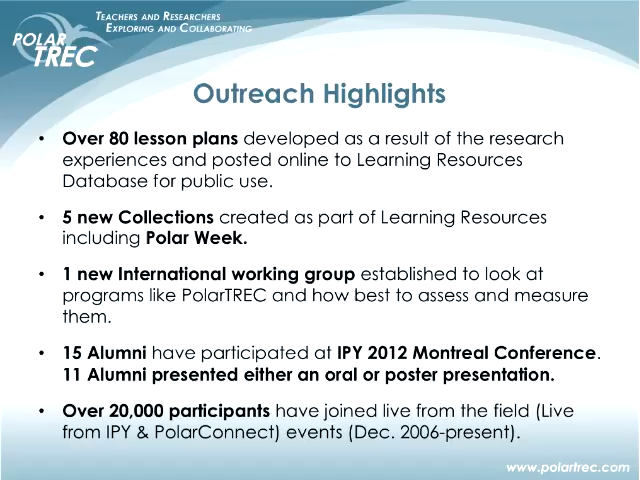 TEACHERS AND RESEARCHERS
EXPLORING AND COLLABORATING
POLAR
TREC
Outreach Highlights
• Over 80 lesson plans developed as a result of the research
experiences and posted online to Learning Resources
Database for public use.
• 5 new Collections created as part of Learning Resources
including Polar Week.
• 1 new International working group established to look at
programs like PolarTREC and how best to assess and measure
them.
• 15 Alumni have participated at IPY 2012 Montreal Conference.
11 Alumni presented either an oral or poster presentation.
• Over 20,000 participants have joined live from the field (Live
from IPY & PolarConnect) events (Dec. 2006-present).
www.polartrec.com